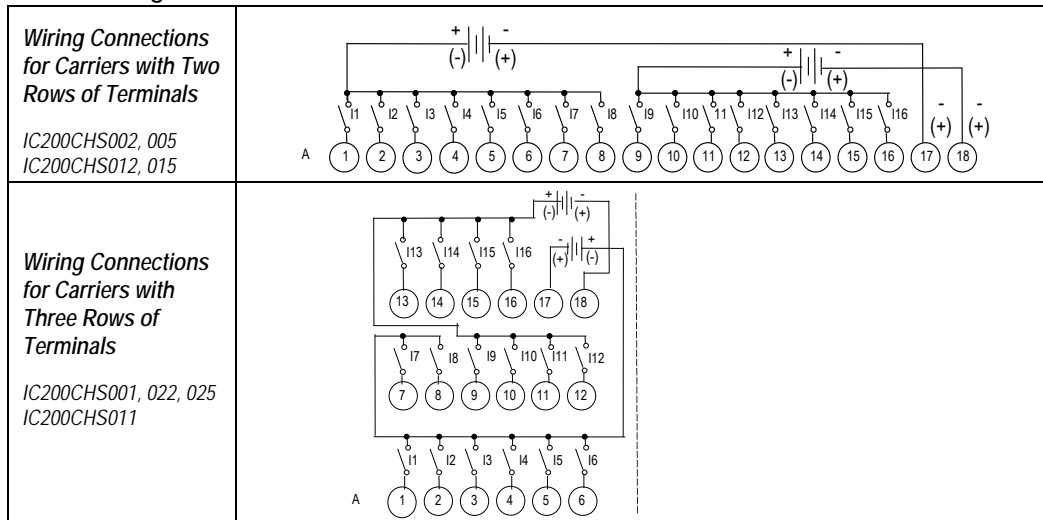 Wiring Connections
for Carriers with Two
Rows of Terminals
IC200CHS002, 005
IC200CHS012, 015
+ - 
(-) (+)
+ -
(-) (+)
I1 I2 I3 I4 I5 I6 I7 I8 I9 I10 11 I12 I13 I14 I15 I16
- -
(+) (+)
A 1 2 3 4 5 6 7 8 9 10 11 12 13 14 15 16 17 18
Wiring Connections
for Carriers with
Three Rows of
Terminals
IC200CHS001, 022, 025
IC200CHS011
+ -
(-) (+)
- +
(+) (-)
I13 I14 I15 I16
13 14 15 16 17 18
I7 I8 I9 I10 I11 I12
7 8 9 10 11 12
I1 I2 I3 I4 I5 I6
A 1 2 3 4 5 6